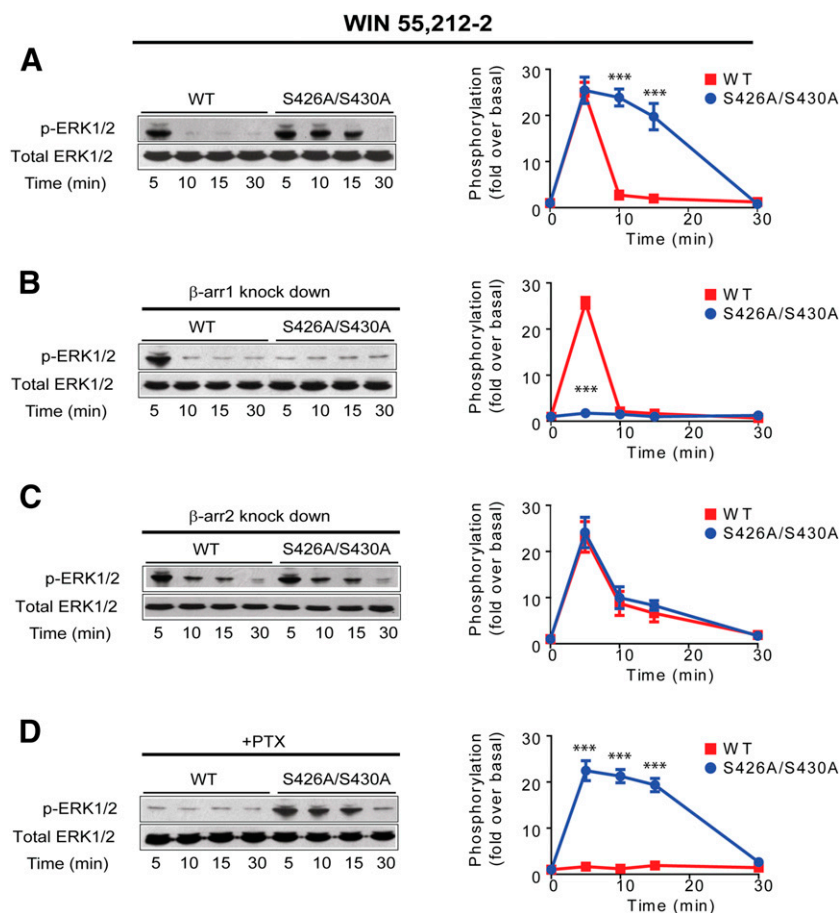 WIN 55,212-2
A
WT S426A/S430A
p-ERK1/2
Total ERK1/2
Time (min) 5 10 15 30 5 10 15 30
Phosphorylation
(fold over basal)
30
20
10
0
0 10 20 30
Time (min)
***
***
WT
S426A/S430A
B
β-arr1 knock down
WT S426A/S430A
p-ERK1/2
Total ERK1/2
Time (min) 5 10 15 30 5 10 15 30
Phosphorylation
(fold over basal)
30
20
10
0
0 10 20 30
Time (min)
***
WT
S426A/S430A
C
β-arr2 knock down
WT S426A/S430A
p-ERK1/2
Total ERK1/2
Time (min) 5 10 15 30 5 10 15 30
Phosphorylation
(fold over basal)
30
20
10
0
0 10 20 30
Time (min)
WT
S426A/S430A
D
+PTX
WT S426A/S430A
p-ERK1/2
Total ERK1/2
Time (min) 5 10 15 30 5 10 15 30
Phosphorylation
(fold over basal)
30
20
10
0
0 10 20 30
Time (min)
*** *** ***
WT
S426A/S430A